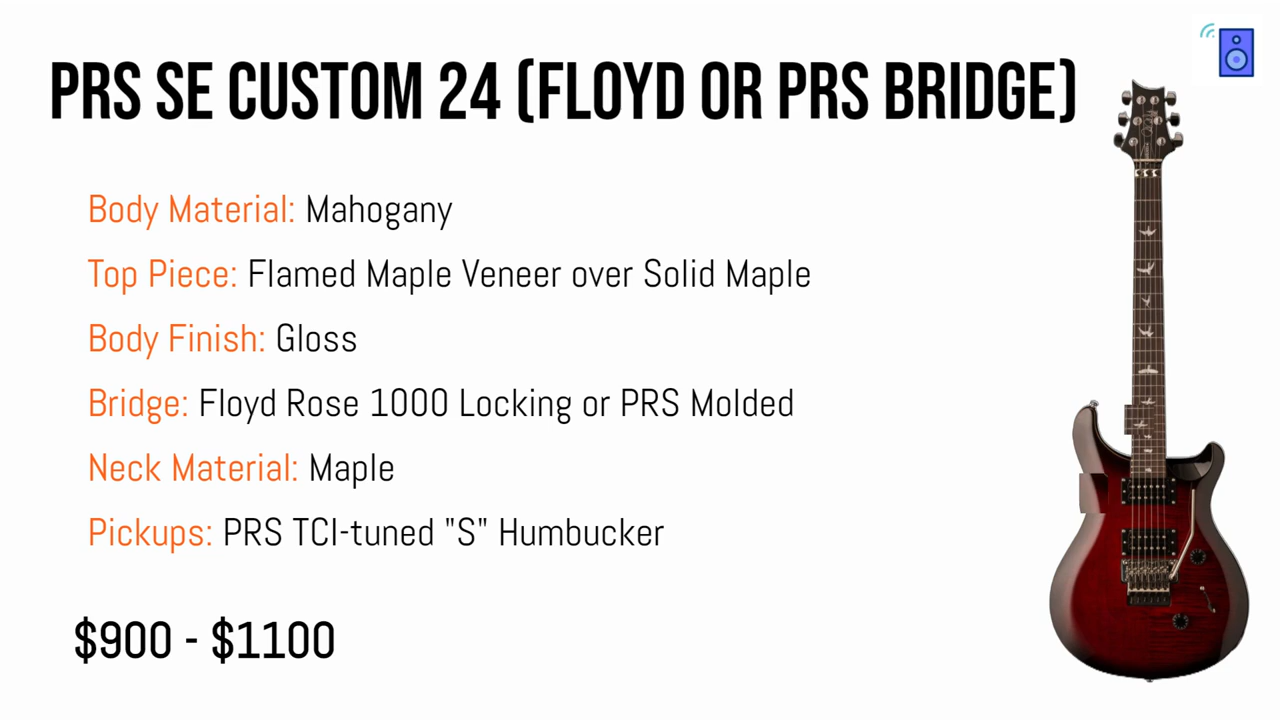 PRS SE CUSTOM 24 (FLOYD OR PRS BRIDGE)
Body Material: Mahogany
Top Piece: Flamed Maple Veneer over Solid Maple
Body Finish: Gloss
Bridge: Floyd Rose 1000 Locking or PRS Molded
Neck Material: Maple
Pickups: PRS TCI-tuned "S" Humbucker
$900 - $1100